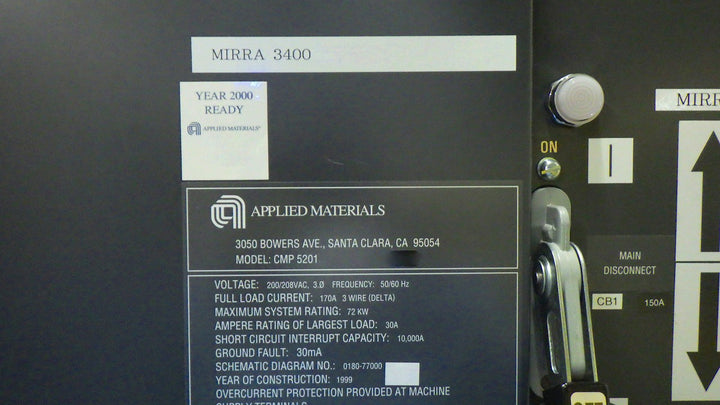 MIRRA 3400
YEAR 2000
READY
APPLIED MATERIALS®
APPLIED MATERIALS
3050 BOWERS AVE., SANTA CLARA, CA 95054
MODEL: CMP 5201
VOLTAGE: 200/208VAC, 3.Ø FREQUENCY: 50/60 Hz
FULL LOAD CURRENT: 170A 3 WIRE (DELTA)
MAXIMUM SYSTEM RATING: 72 KW
AMPERE RATING OF LARGEST LOAD: 30A
SHORT CIRCUIT INTERRUPT CAPACITY: 10,000A
GROUND FAULT: 30mA
SCHEMATIC DIAGRAM NO.: 0180-77000
YEAR OF CONSTRUCTION: 1999
OVERCURRENT PROTECTION PROVIDED AT MACHINE
SUPPLY TERMINALS
MIRR
ON
|
MAIN
DISCONNECT
CB1 150A
OFF